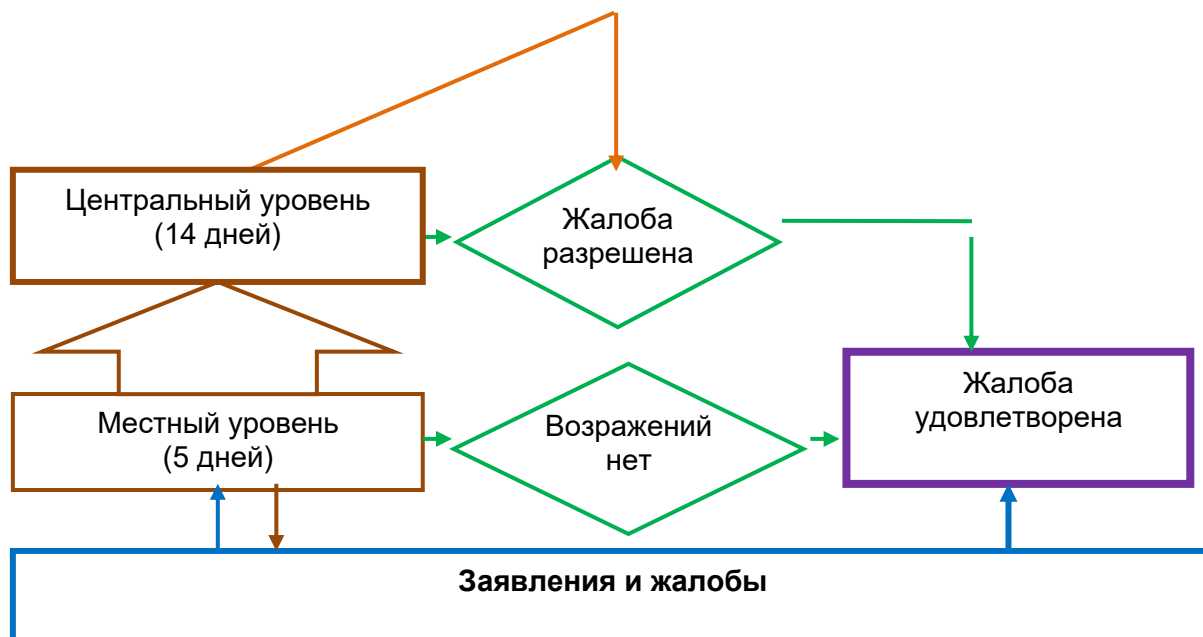 Центральный уровень
(14 дней)
Жалоба
разрешена
Местный уровень
(5 дней)
Возражений
нет
Жалоба
удовлетворена
Заявления и жалобы